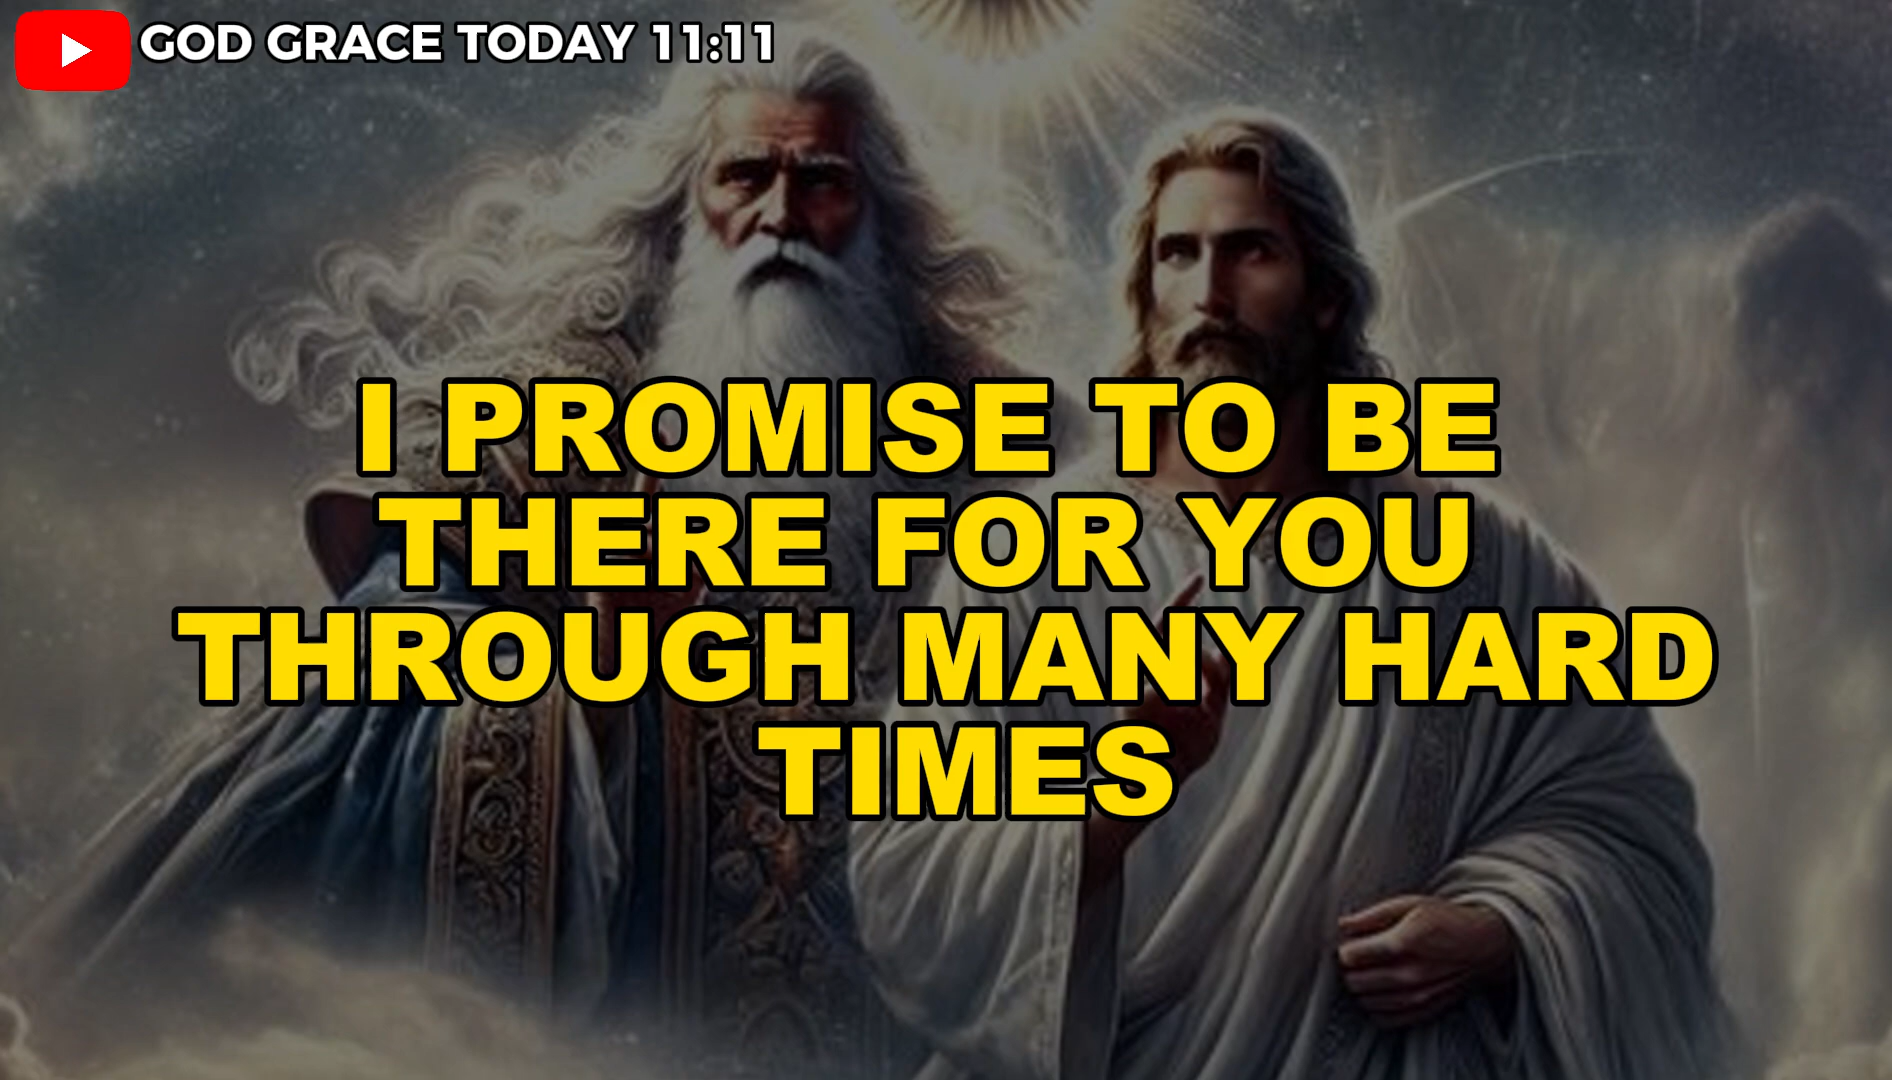 GOD GRACE TODAY 11:11
I PROMISE TO BE
THERE FOR YOU
THROUGH MANY HARD
TIMES